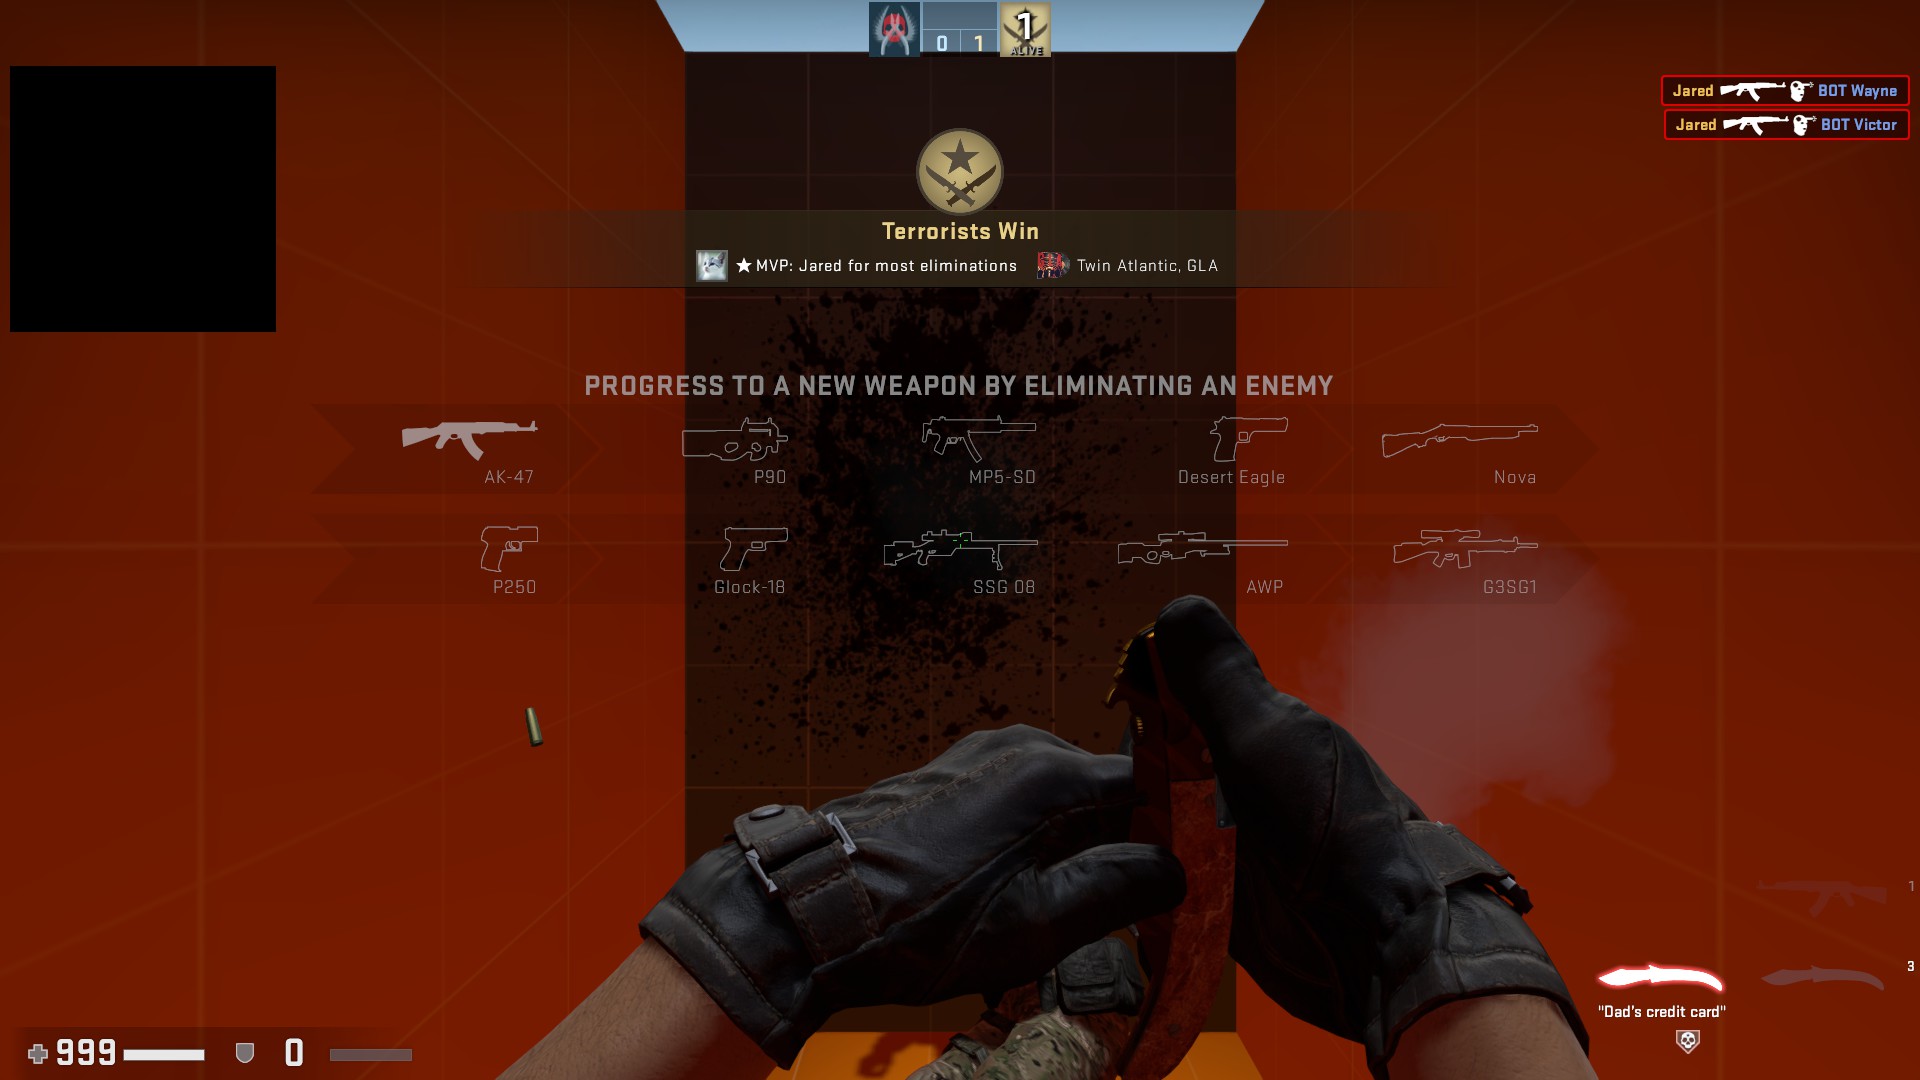 0 1
1
ALIVE
Jared BOT Wayne
Jared BOT Victor
Terrorists Win
★ MVP: Jared for most eliminations Twin Atlantic, GLA
PROGRESS TO A NEW WEAPON BY ELIMINATING AN ENEMY
AK-47 P90 MP5-SD Desert Eagle Nova
P250 Glock-18 SSG 08 AWP G3SG1
1
3
"Dad's credit card"
999 0